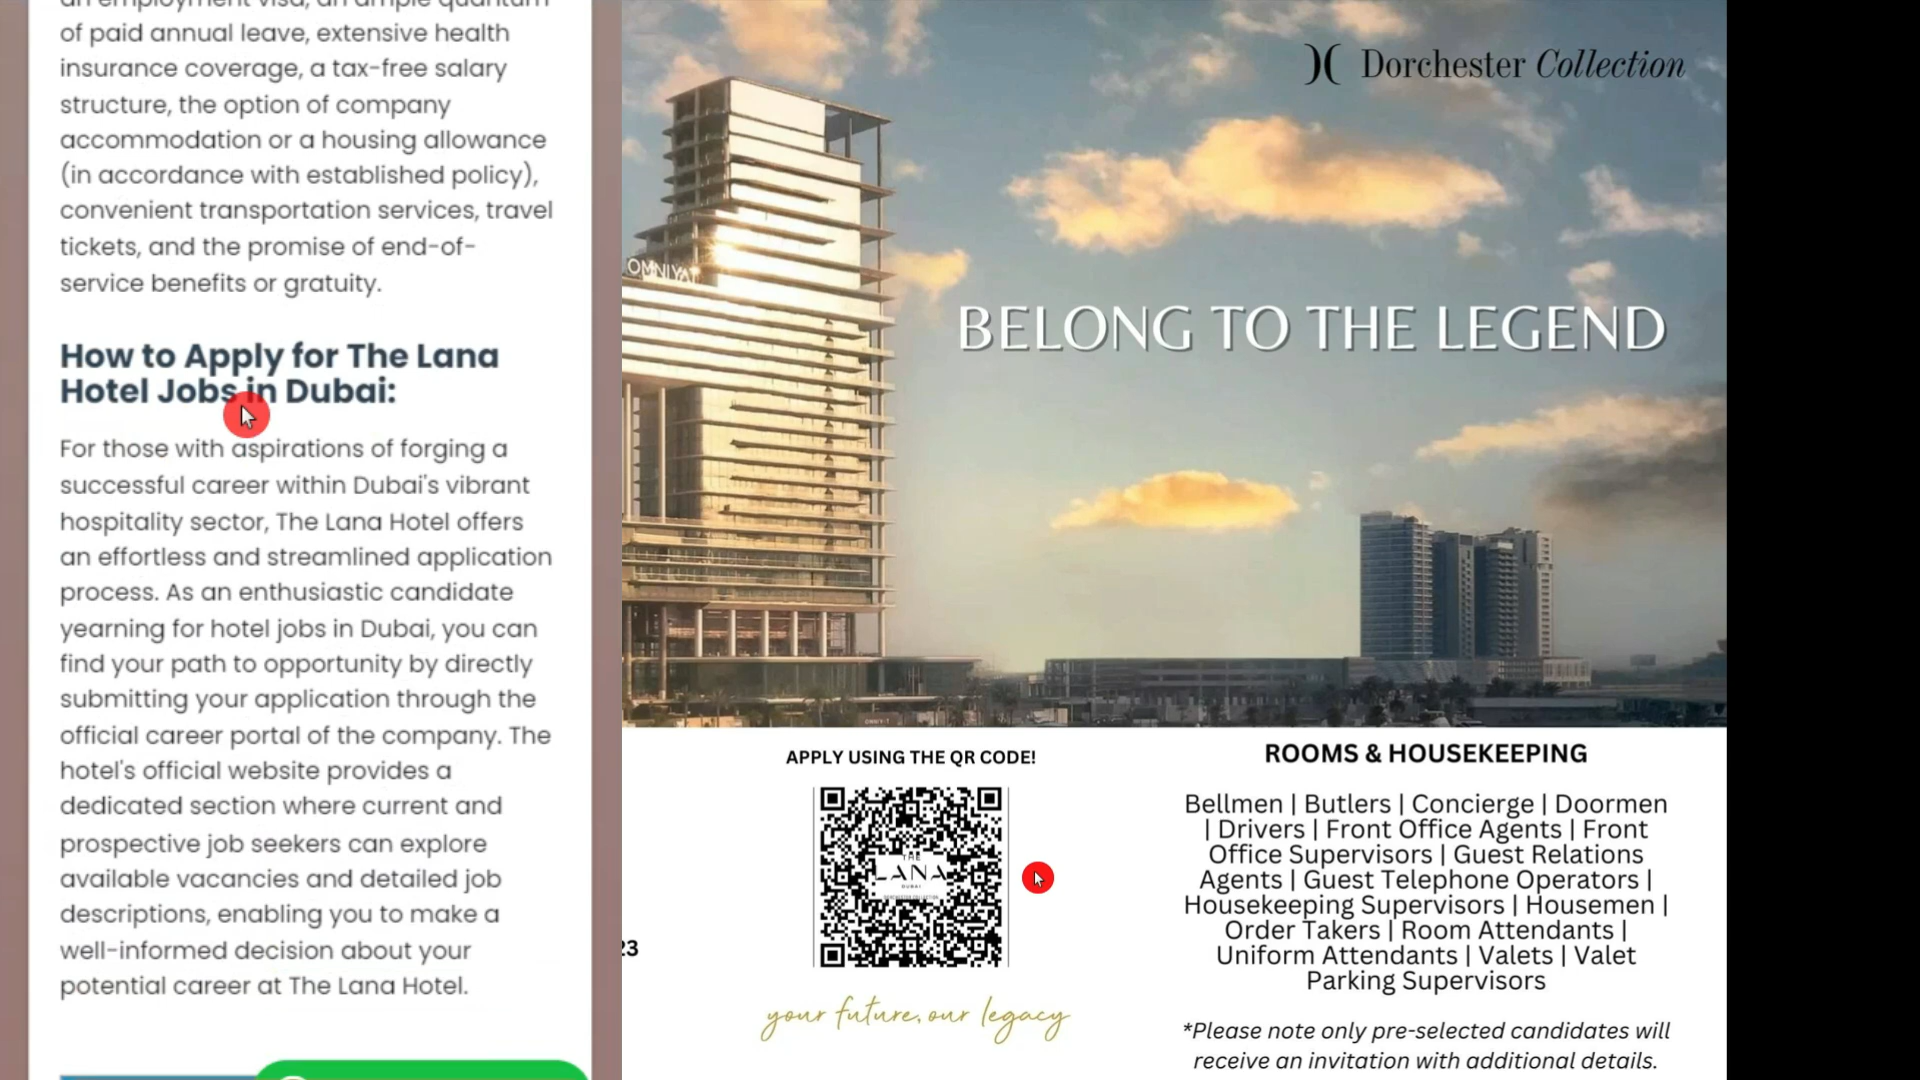 of paid annual leave, extensive health
insurance coverage, a tax-free salary
structure, the option of company
accommodation or a housing allowance
(in accordance with established policy),
convenient transportation services, travel
tickets, and the promise of end-of-
service benefits or gratuity.
How to Apply for The Lana
Hotel Jobs in Dubai:
For those with aspirations of forging a
successful career within Dubai's vibrant
hospitality sector, The Lana Hotel offers
an effortless and streamlined application
process. As an enthusiastic candidate
yearning for hotel jobs in Dubai, you can
find your path to opportunity by directly
submitting your application through the
official career portal of the company. The
hotel's official website provides a
dedicated section where current and
prospective job seekers can explore
available vacancies and detailed job
descriptions, enabling you to make a
well-informed decision about your
potential career at The Lana Hotel.
Dorchester Collection
OMNIYAT
BELONG TO THE LEGEND
APPLY USING THE QR CODE!
THE
LANA
DUBAI
23
your future, our legacy
ROOMS & HOUSEKEEPING
Bellmen | Butlers | Concierge | Doormen
| Drivers | Front Office Agents | Front
Office Supervisors | Guest Relations
Agents | Guest Telephone Operators |
Housekeeping Supervisors | Housemen |
Order Takers | Room Attendants |
Uniform Attendants | Valets | Valet
Parking Supervisors
*Please note only pre-selected candidates will
receive an invitation with additional details.